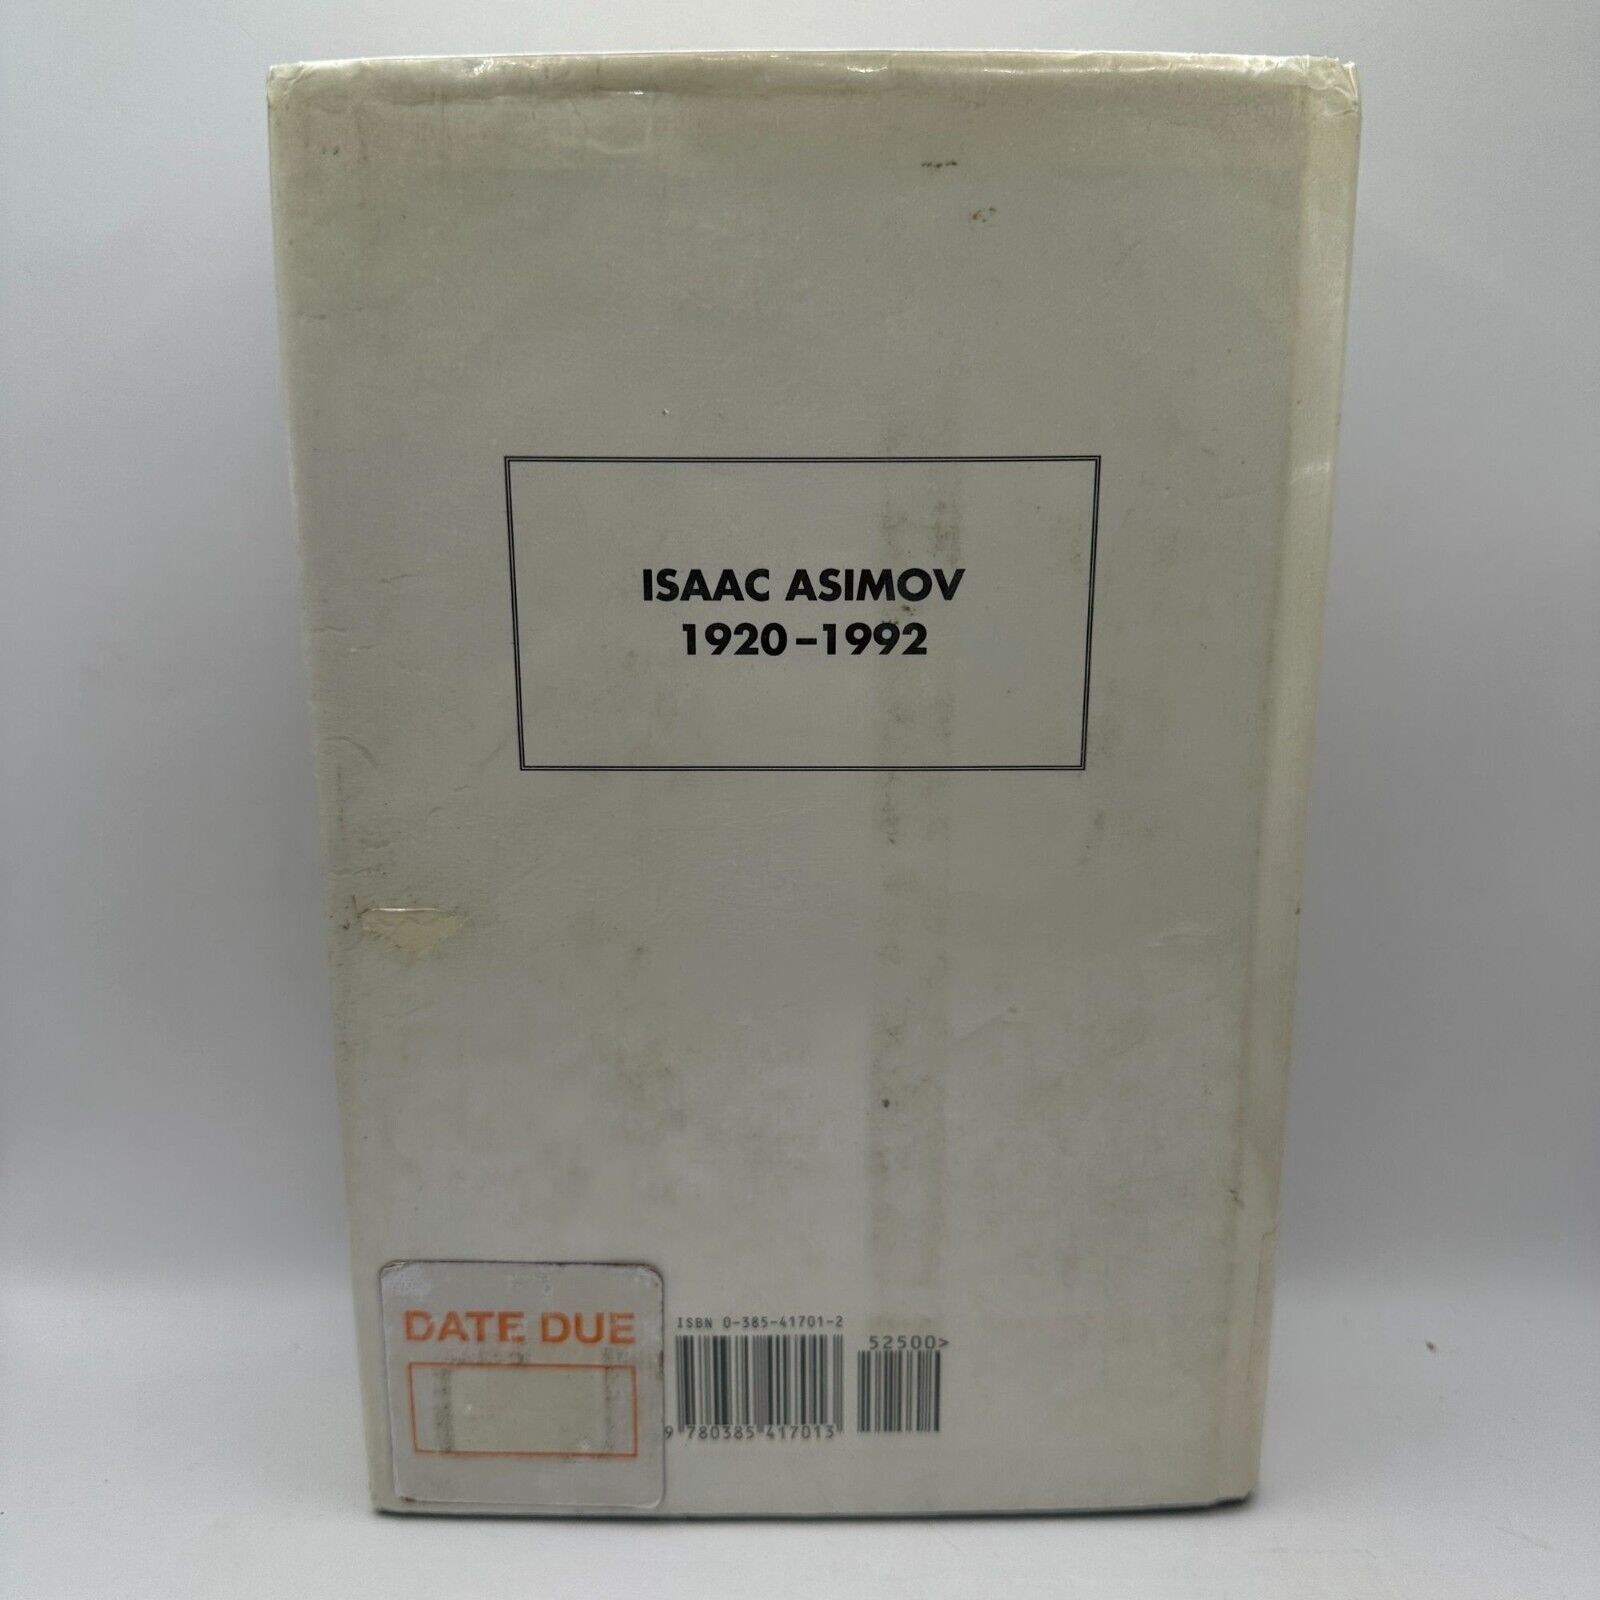 ISAAC ASIMOV
1920–1992
DATE DUE
ISBN 0-385-41701-2
52500>
9 780385 417013